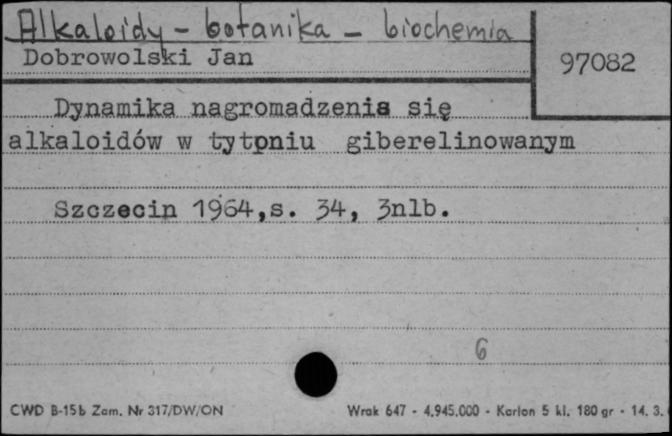 Alkaloidy - botanika - biochemia
Dobrowolski Jan
97082
Dynamika nagromadzenia się
alkaloidów w tytpniu giberelinowanym
Szczecin 1964, s. 34, 3nlb.
6
CWD B-15b Zam. Nr 317/DW/ON
Wrak 647 - 4.945.000 - Karton 5 kl. 180 gr - 14. 3.